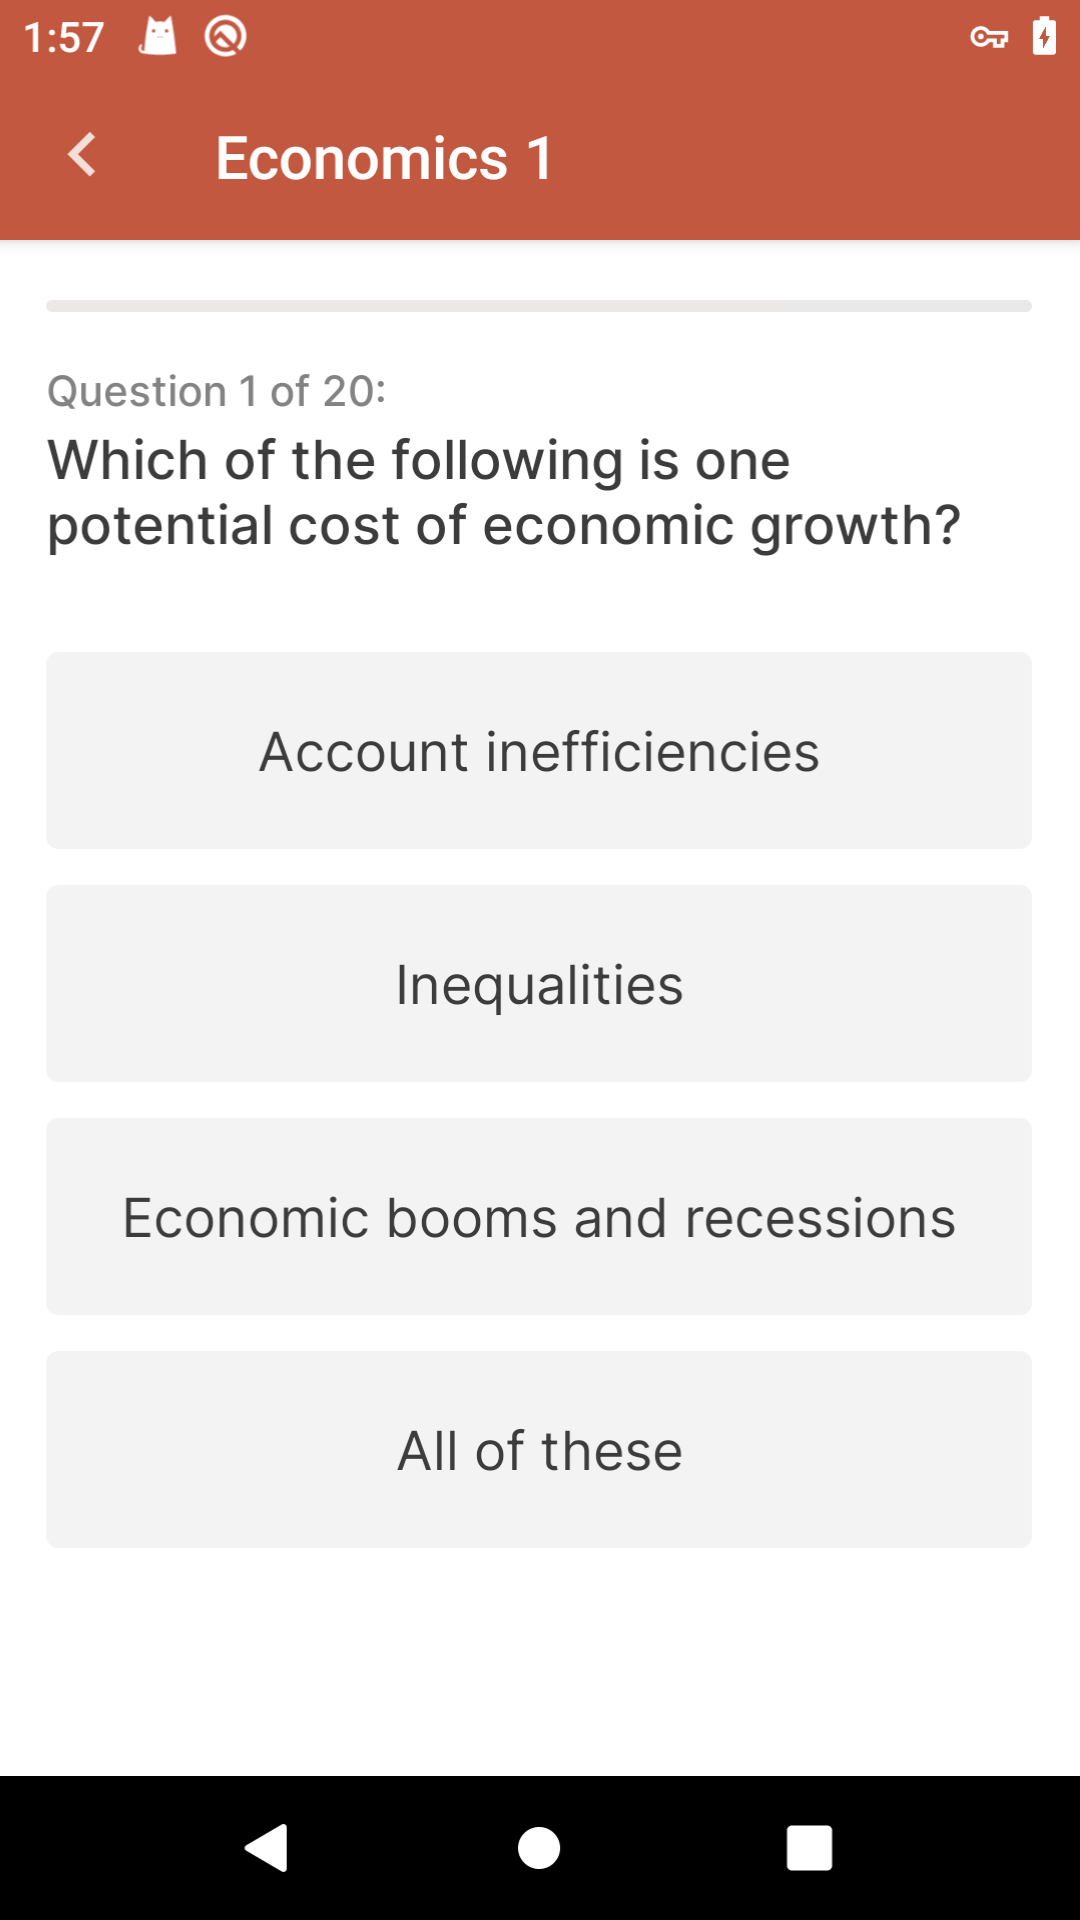 1:57
Economics 1
Question 1 of 20:
Which of the following is one
potential cost of economic growth?
Account inefficiencies
Inequalities
Economic booms and recessions
All of these